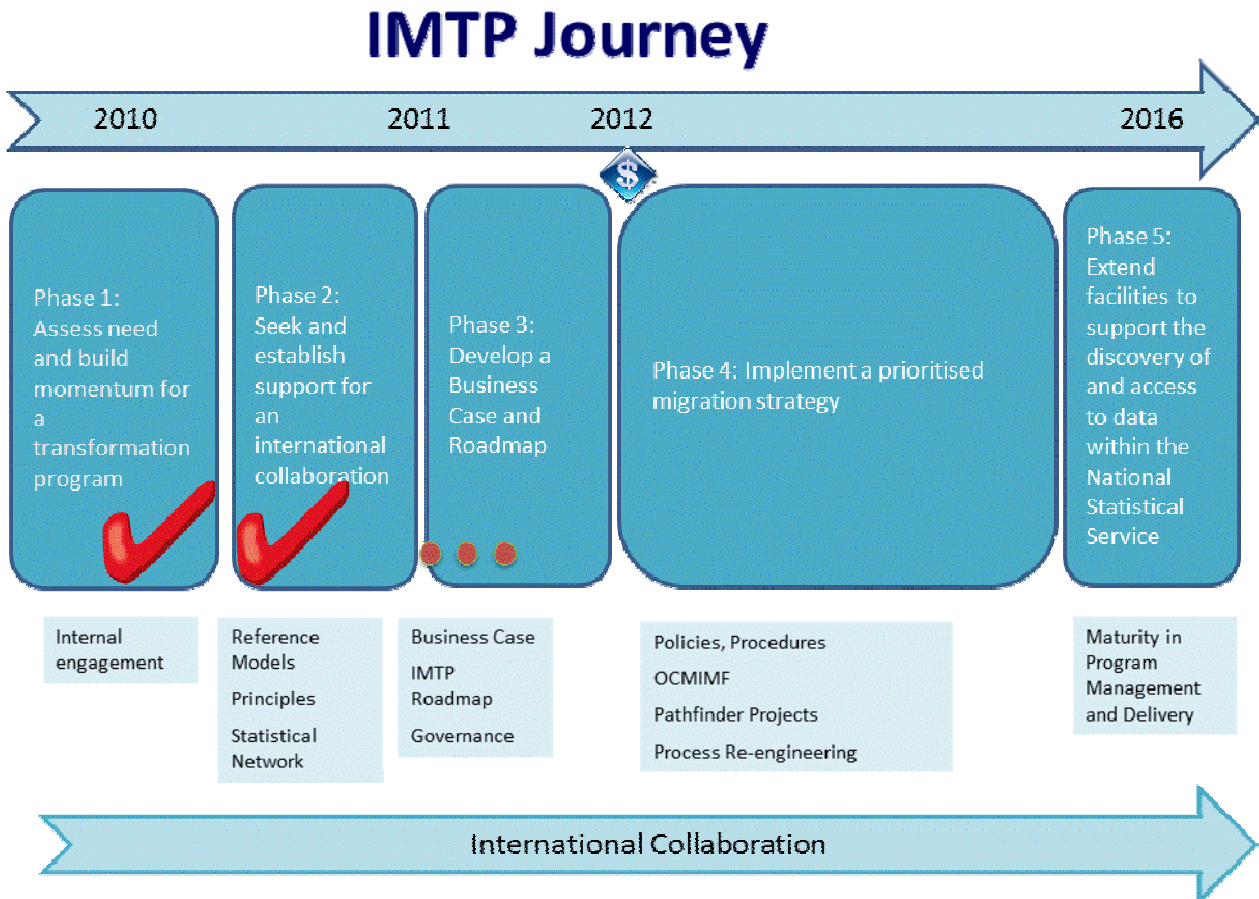 IMTP Journey
2010
2011
2012
2016
$
Phase 1:
Assess need
and build
momentum for
a
transformation
program
Phase 2:
Seek and
establish
support for
an
international
collaboration
Phase 3:
Develop a
Business
Case and
Roadmap
Phase 4: Implement a prioritised
migration strategy
Phase 5:
Extend
facilities to
support the
discovery of
and access
to data
within the
National
Statistical
Service
Internal
engagement
Reference
Models
Principles
Statistical
Network
Business Case
IMTP
Roadmap
Governance
Policies, Procedures
OCMIMF
Pathfinder Projects
Process Re-engineering
Maturity in
Program
Management
and Delivery
International Collaboration